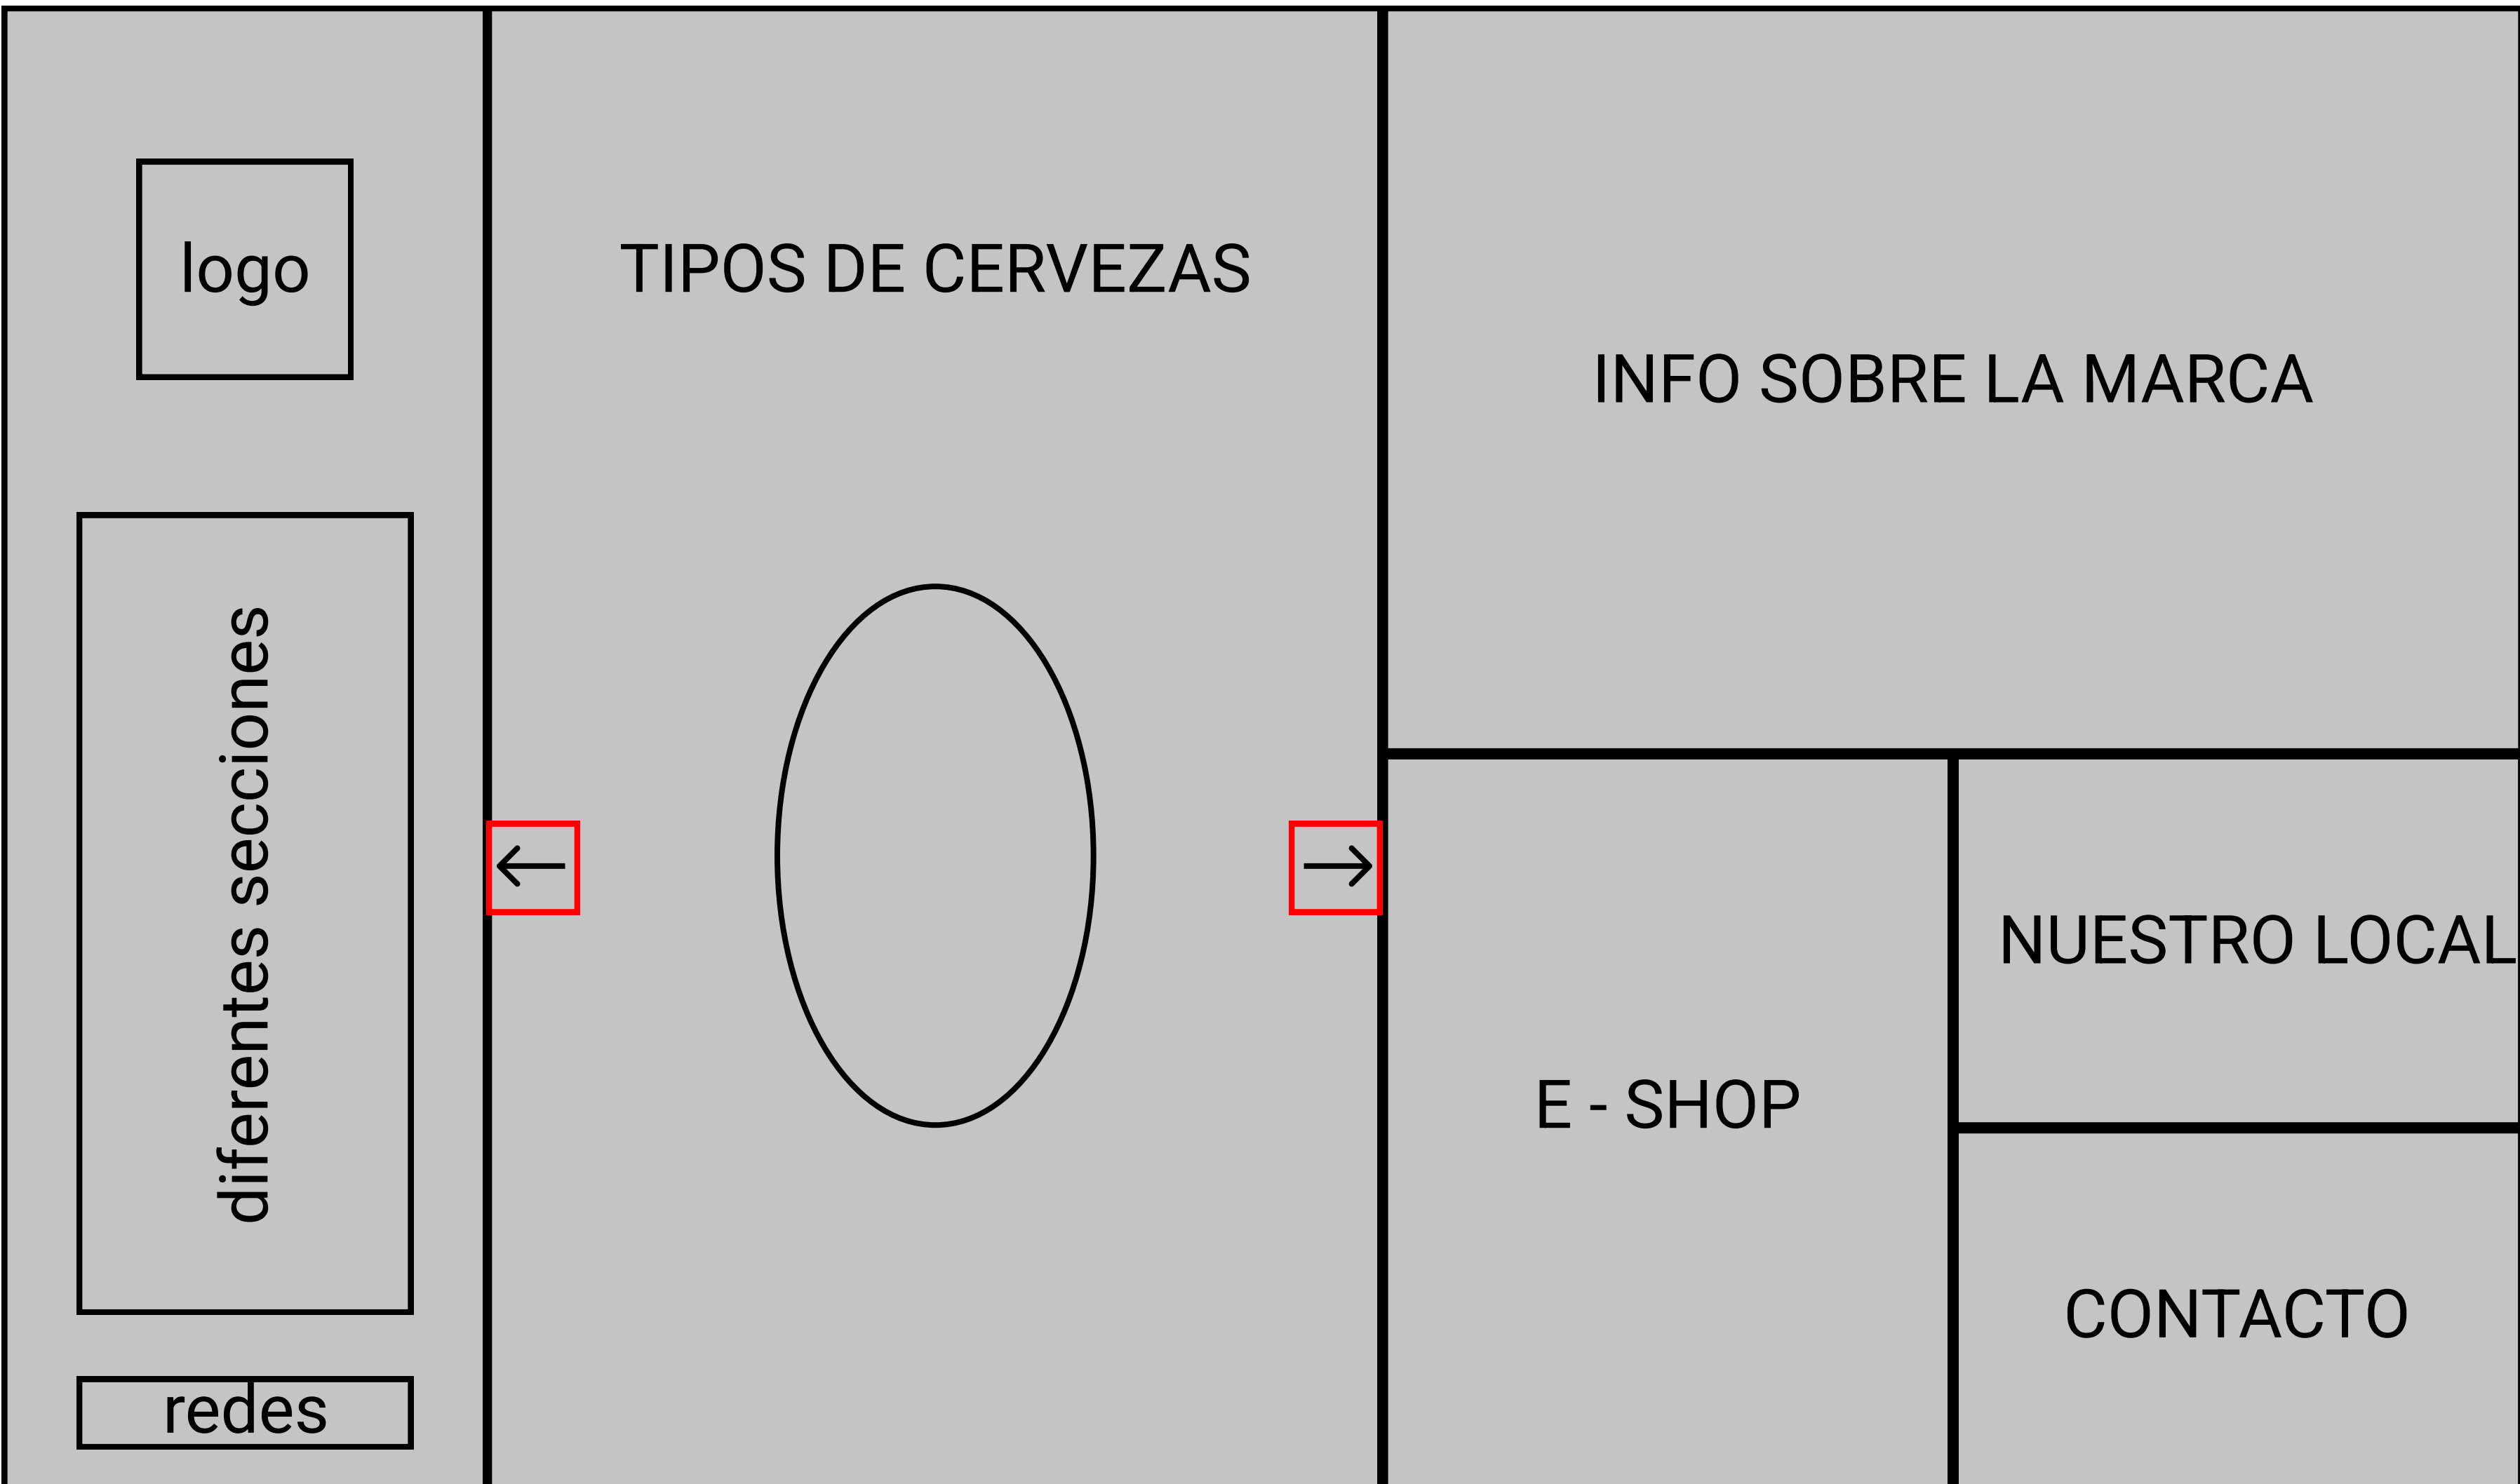 logo
diferentes secciones
redes
TIPOS DE CERVEZAS
INFO SOBRE LA MARCA
E - SHOP
NUESTRO LOCAL
CONTACTO